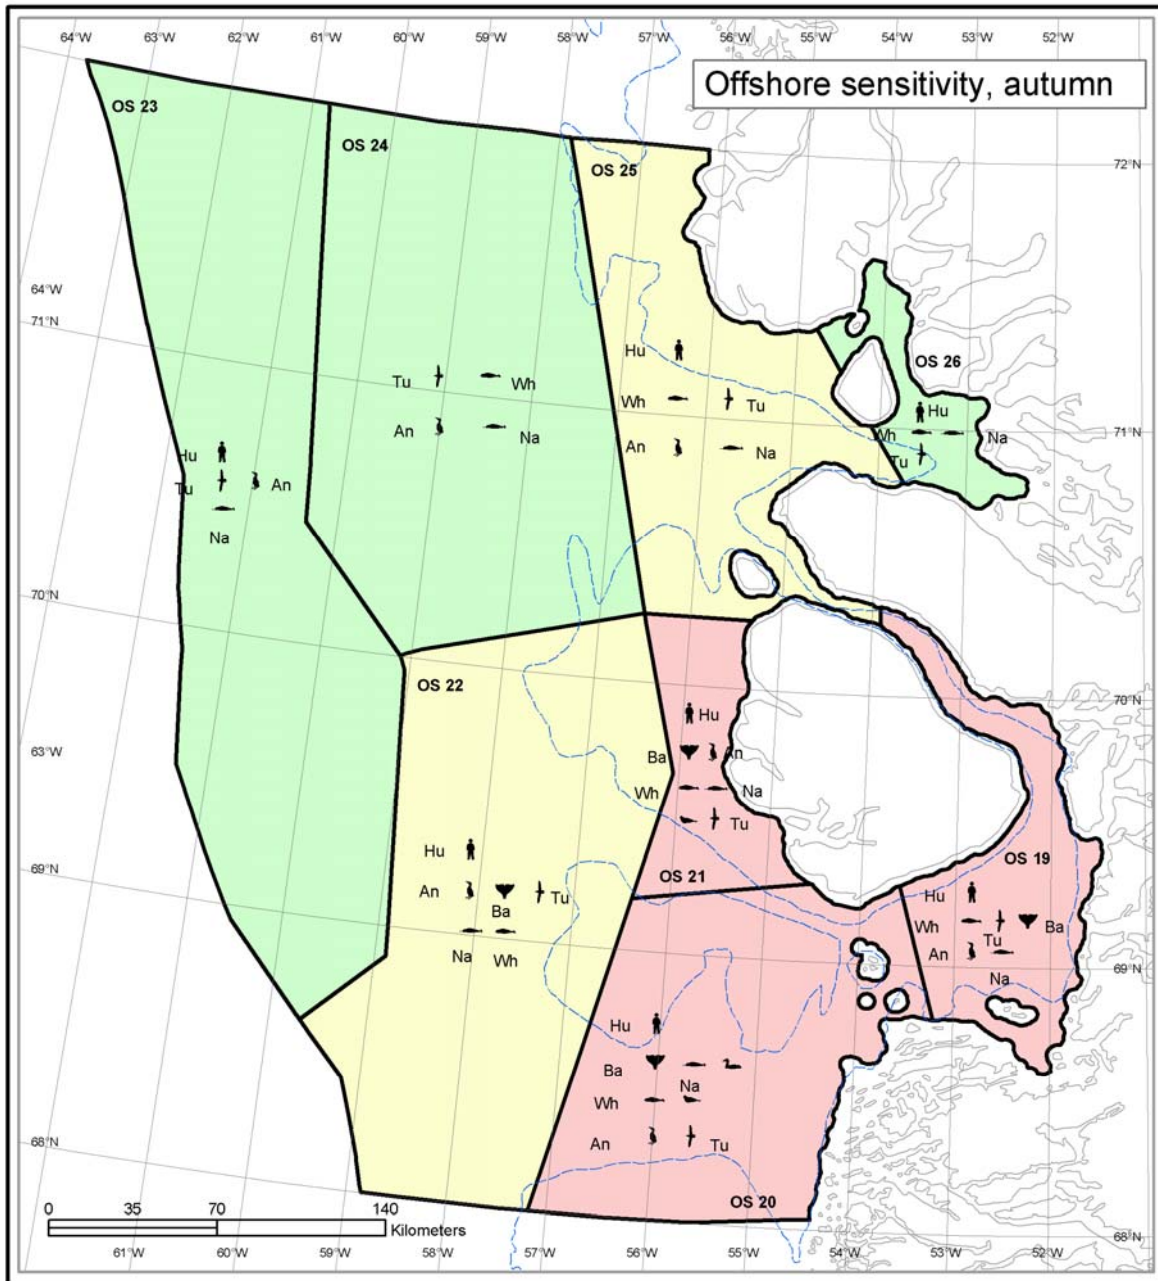 64°W 63°W 62°W 61°W 60°W 59°W 58°W 57°W 56°W 55°W 54°W 53°W 52°W
Offshore sensitivity, autumn
OS 23
OS 24
OS 25
72°N
64°W
71°N
OS 26
Hu
Wh Na
Tu
71°N
Hu
Wh Tu
An Na
Tu Wh
An Na
Hu
Tu An
Na
70°N
OS 22
70°N
Hu
Ba An
Wh Na
Tu
OS 21
63°W
69°N
Hu
An Ba Tu
Na Wh
OS 19
Hu
Wh Tu Ba
An Na
69°N
Hu
Ba Na
Wh
An Tu
OS 20
68°N
68°N
0 35 70 140
Kilometers
61°W 60°W 59°W 58°W 57°W 56°W 55°W 54°W 53°W 52°W